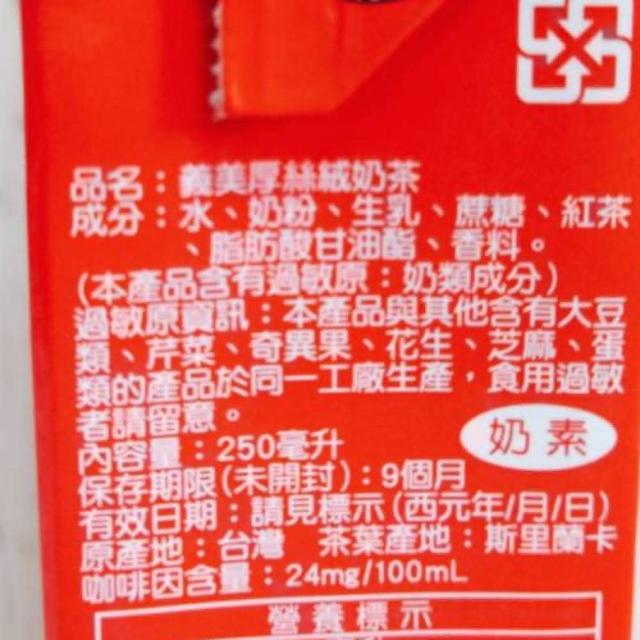 品名：義美厚絲絨奶茶
成分：水、奶粉、生乳、蔗糖、紅茶
、脂肪酸甘油酯、香料。
(本產品含有過敏原：奶類成分)
過敏原資訊：本產品與其他含有大豆
類、芹菜、奇異果、花生、芝麻、蛋
類的產品於同一工廠生產，食用過敏
者請留意。
奶素
內容量：250毫升
保存期限(未開封)：9個月
有效日期：請見標示(西元年/月/日)
原產地：台灣 茶葉產地：斯里蘭卡
咖啡因含量：24mg/100mL
營養標示